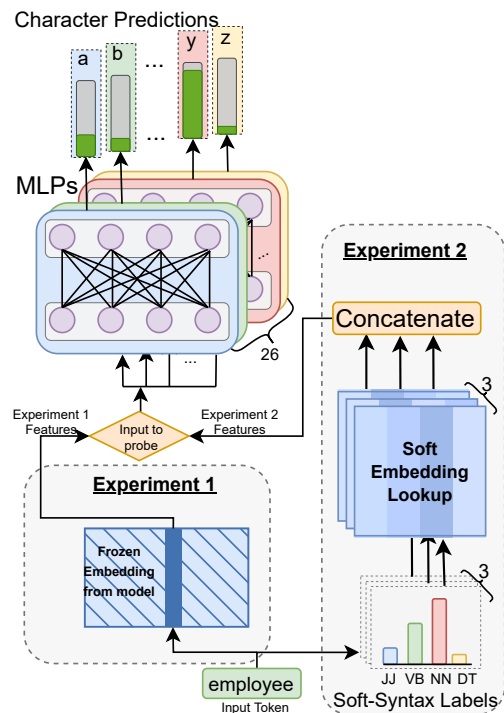 Character Predictions
a b ... y z
...
MLPs
...
...
26
Experiment 2
Concatenate
3
Experiment 1
Features
Input to
probe
Experiment 2
Features
Soft
Embedding
Lookup
Experiment 1
Frozen
Embedding
from model
3
JJ VB NN DT
Soft-Syntax Labels
employee
Input Token